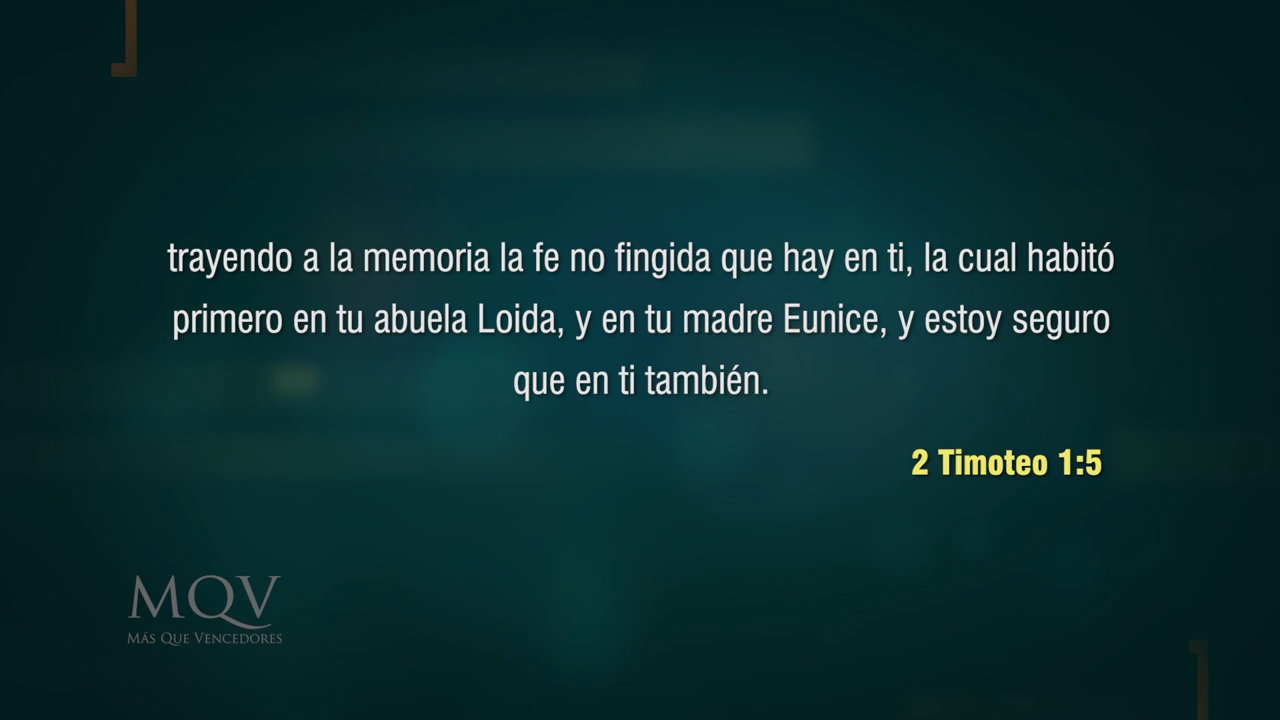 trayendo a la memoria la fe no fingida que hay en ti, la cual habitó
primero en tu abuela Loida, y en tu madre Eunice, y estoy seguro
que en ti también.
2 Timoteo 1:5
MQV
Más Que Vencedores